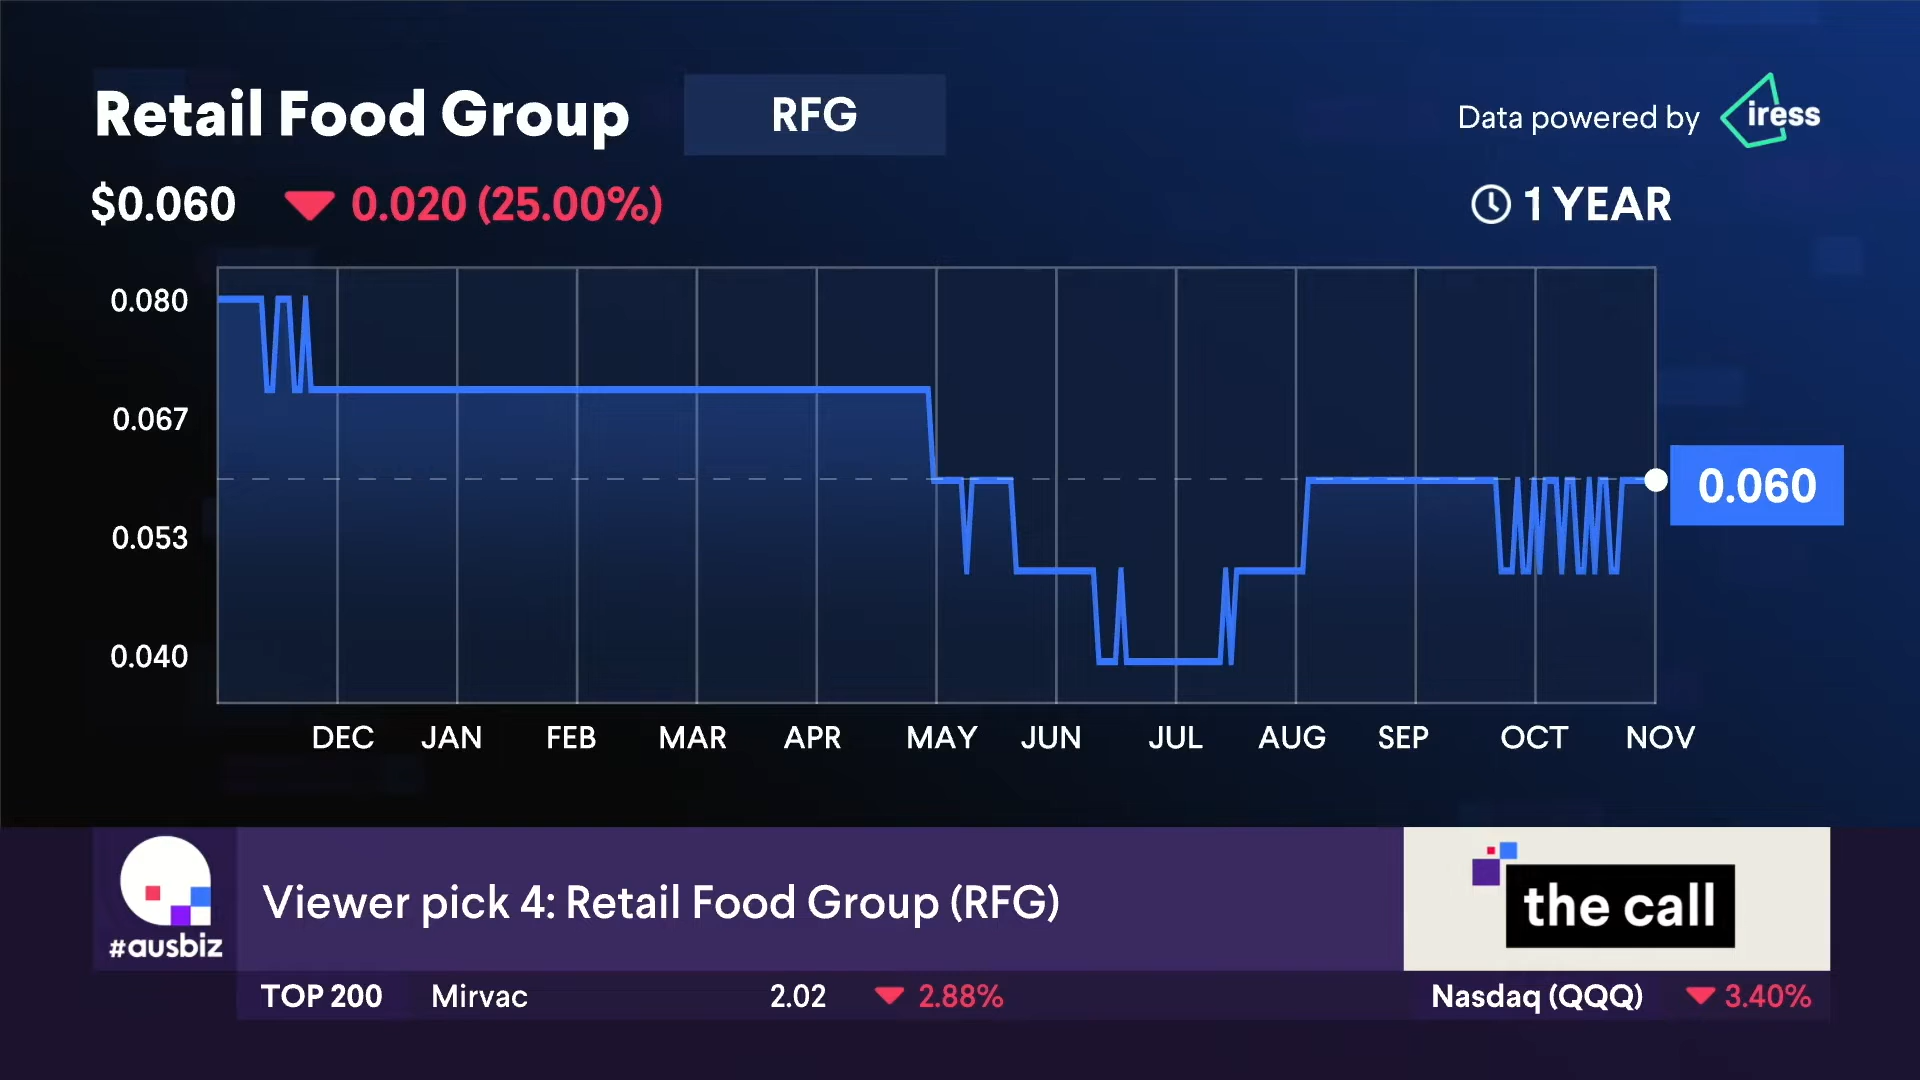 Retail Food Group RFG
Data powered by iress
$0.060 0.020 (25.00%)
1 YEAR
0.080
0.067
0.053
0.040
0.060
DEC JAN FEB MAR APR MAY JUN JUL AUG SEP OCT NOV
#ausbiz
Viewer pick 4: Retail Food Group (RFG)
the call
TOP 200 Mirvac 2.02 2.88% Nasdaq (QQQ) 3.40%